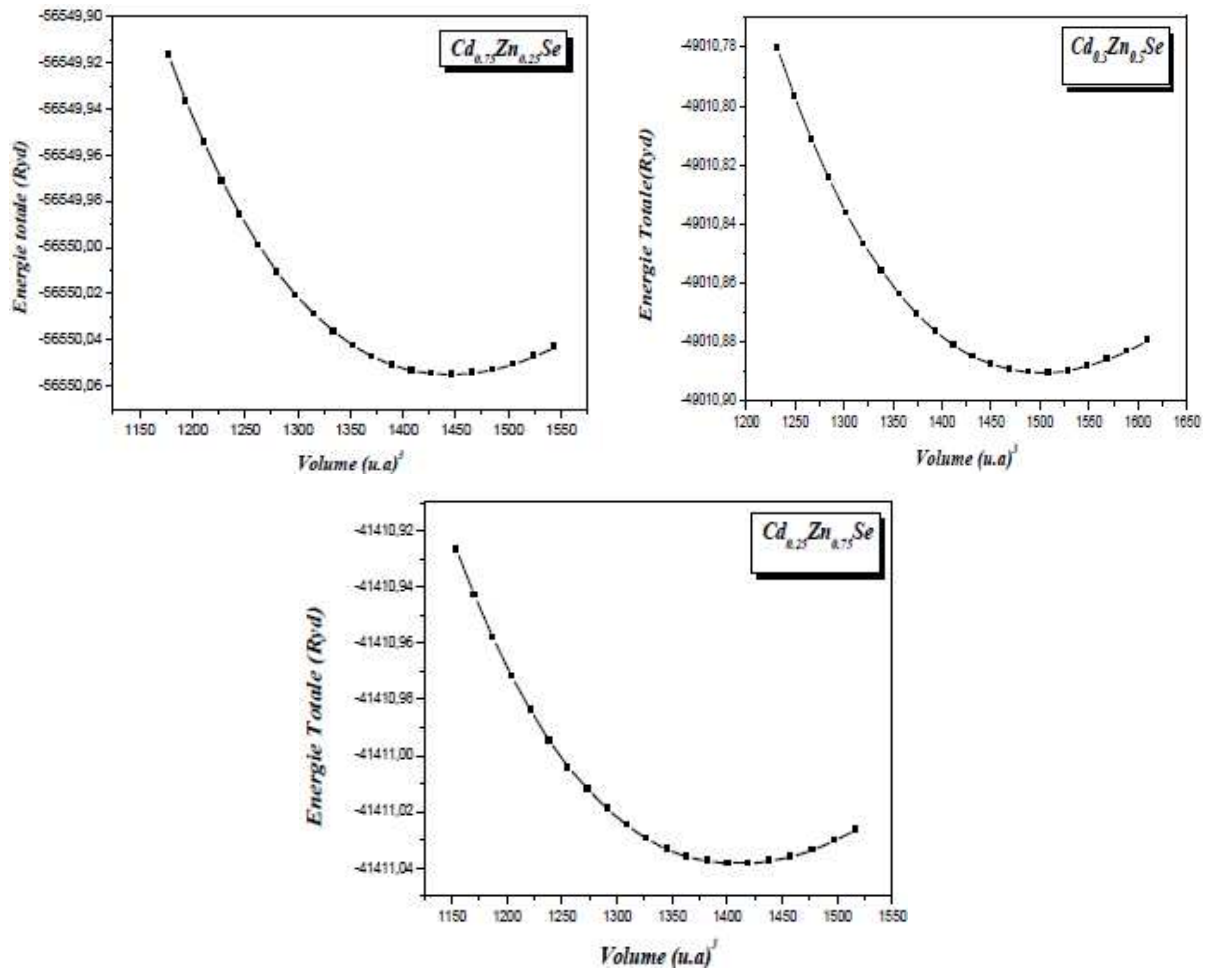 Cd0.75Zn0.25Se
Energie totale (Ryd)
-56549,90
-56549,92
-56549,94
-56549,96
-56549,98
-56550,00
-56550,02
-56550,04
-56550,06
1150 1200 1250 1300 1350 1400 1450 1500 1550
Volume (u.a)3
Cd0.5Zn0.5Se
Energie Totale(Ryd)
-49010,78
-49010,80
-49010,82
-49010,84
-49010,86
-49010,88
-49010,90
1200 1250 1300 1350 1400 1450 1500 1550 1600 1650
Volume (u.a)3
Cd0.25Zn0.75Se
Energie Totale (Ryd)
-41410,92
-41410,94
-41410,96
-41410,98
-41411,00
-41411,02
-41411,04
1150 1200 1250 1300 1350 1400 1450 1500 1550
Volume (u.a)3